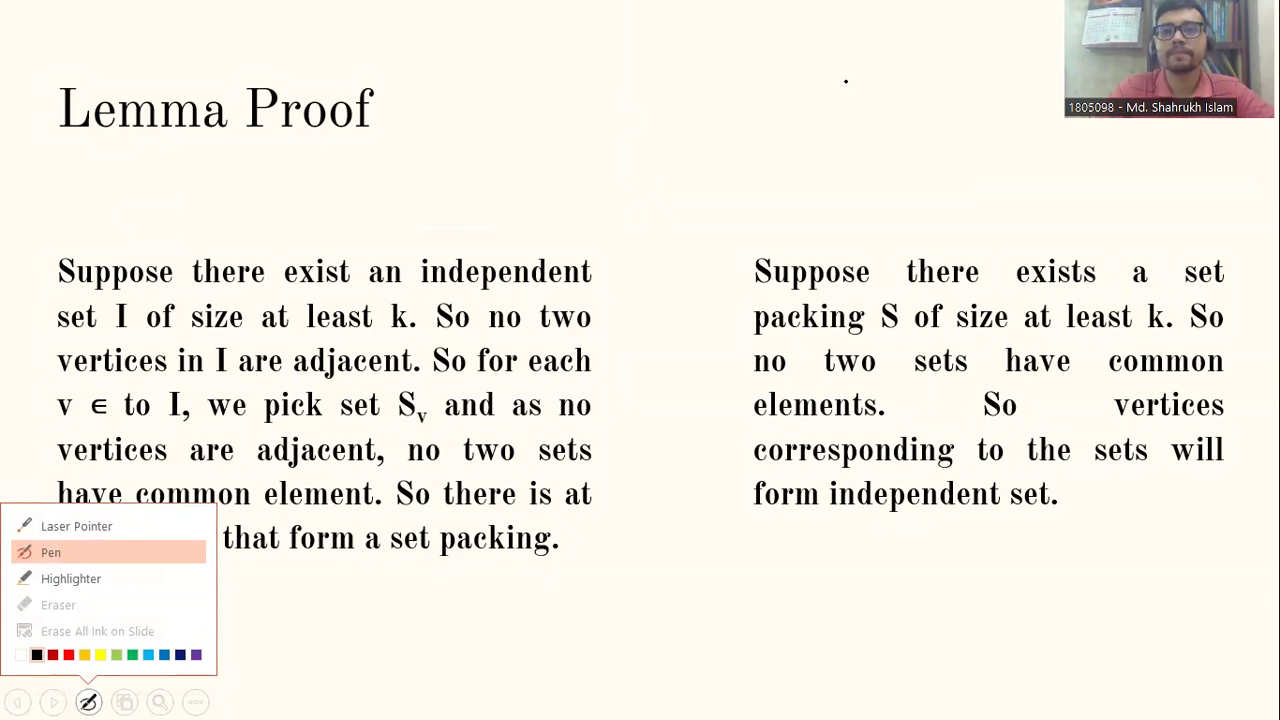 1805098 - Md. Shahrukh Islam
Lemma Proof
Suppose there exist an independent
set I of size at least k. So no two
vertices in I are adjacent. So for each
v ∈ to I, we pick set Sv and as no
vertices are adjacent, no two sets
have common element. So there is at
that form a set packing.
Suppose there exists a set
packing S of size at least k. So
no two sets have common
elements. So vertices
corresponding to the sets will
form independent set.
Laser Pointer
Pen
Highlighter
Eraser
Erase All Ink on Slide